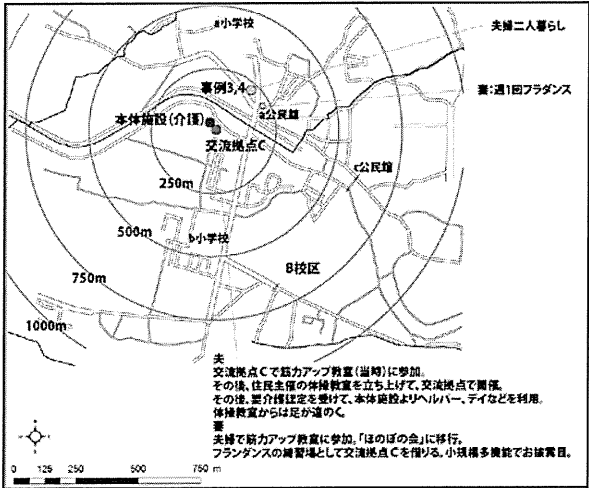 a小学校
夫婦二人暮らし
事例3,4
妻:週1回フラダンス
a公民館
本体施設(介護)
交流拠点C
c公民館
250m
500m
b小学校
B校区
750m
1000m
夫
交流拠点Cで筋力アップ教室(当時)に参加。
その後、住民主催の体操教室を立ち上げて、交流拠点で開催。
その後、要介護認定を受けて、本体施設よりヘルパー、デイなどを利用。
体操教室からは足が遠のく。
妻
夫婦で筋力アップ教室に参加。「ほのぼの会」に移行。
フランダンスの練習場として交流拠点Cを借りる。小規模多機能でお披露目。
0 125 250 500 750 m